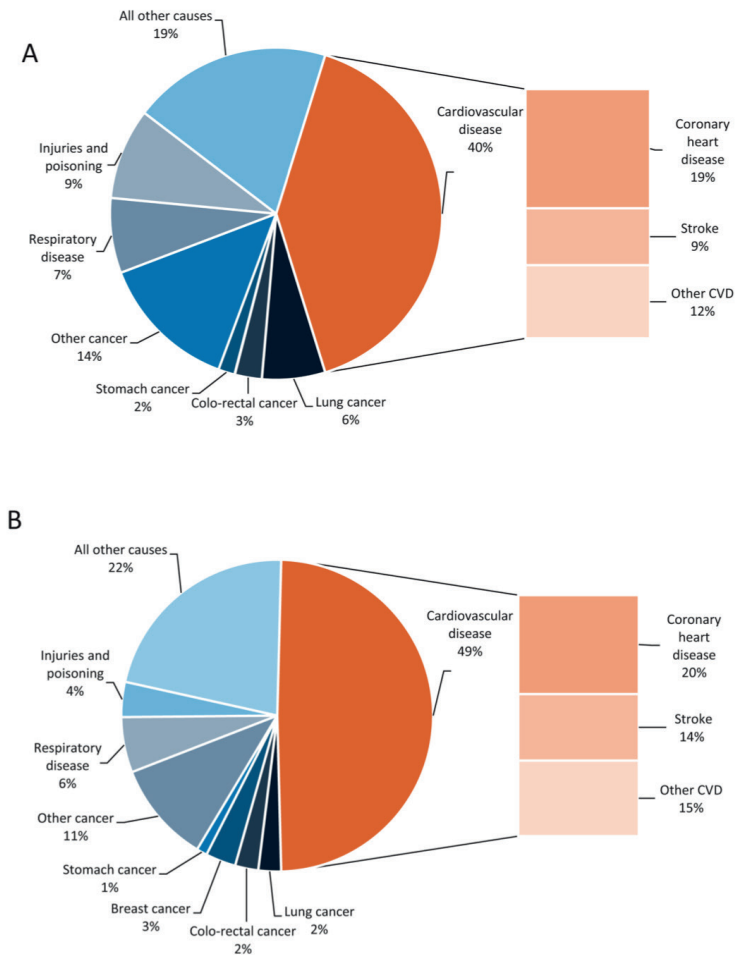 A
All other causes
19%
Injuries and
poisoning
9%
Respiratory
disease
7%
Other cancer
14%
Stomach cancer
2%
Colo-rectal cancer
3%
Lung cancer
6%
Cardiovascular
disease
40%
Coronary
heart
disease
19%
Stroke
9%
Other CVD
12%
B
All other causes
22%
Injuries and
poisoning
4%
Respiratory
disease
6%
Other cancer
11%
Stomach cancer
1%
Breast cancer
3%
Colo-rectal cancer
2%
Lung cancer
2%
Cardiovascular
disease
49%
Coronary
heart
disease
20%
Stroke
14%
Other CVD
15%